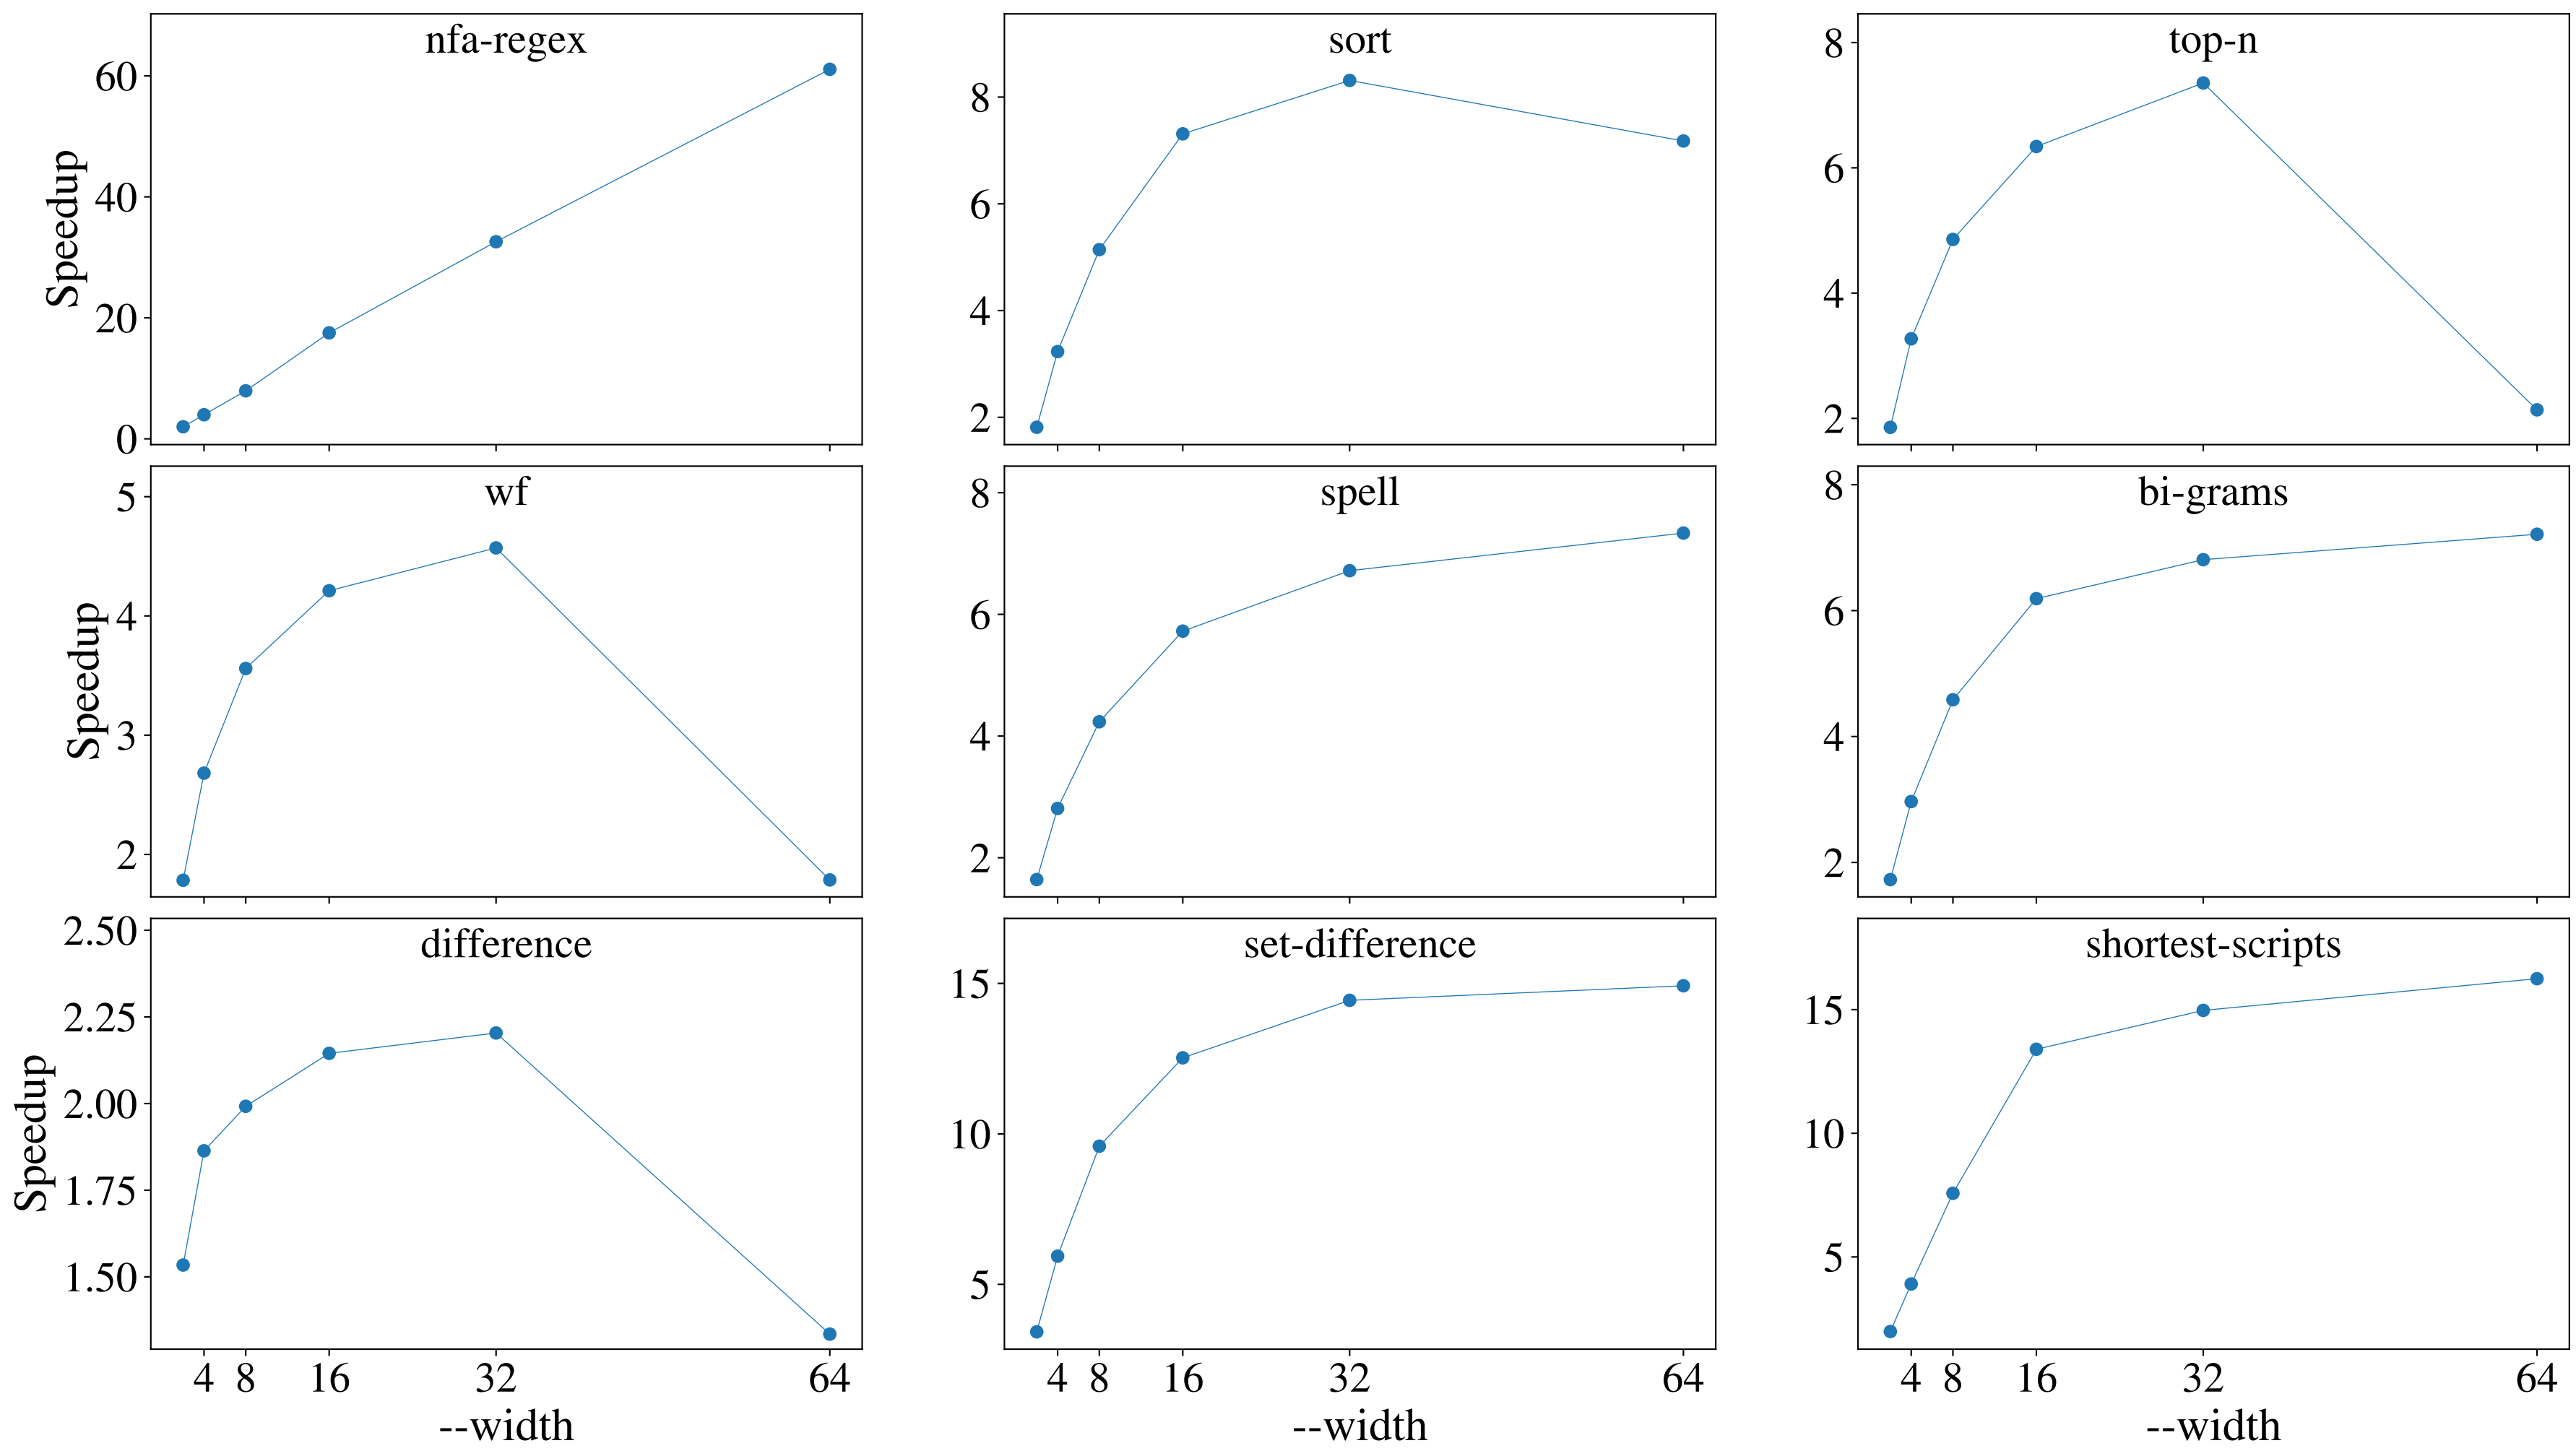 nfa-regex
60
40
20
0
Speedup
sort
8
6
4
2
top-n
8
6
4
2
wf
5
4
3
2
Speedup
spell
8
6
4
2
bi-grams
8
6
4
2
difference
2.50
2.25
2.00
1.75
1.50
Speedup
4 8 16 32 64
--width
set-difference
15
10
5
4 8 16 32 64
--width
shortest-scripts
15
10
5
4 8 16 32 64
--width